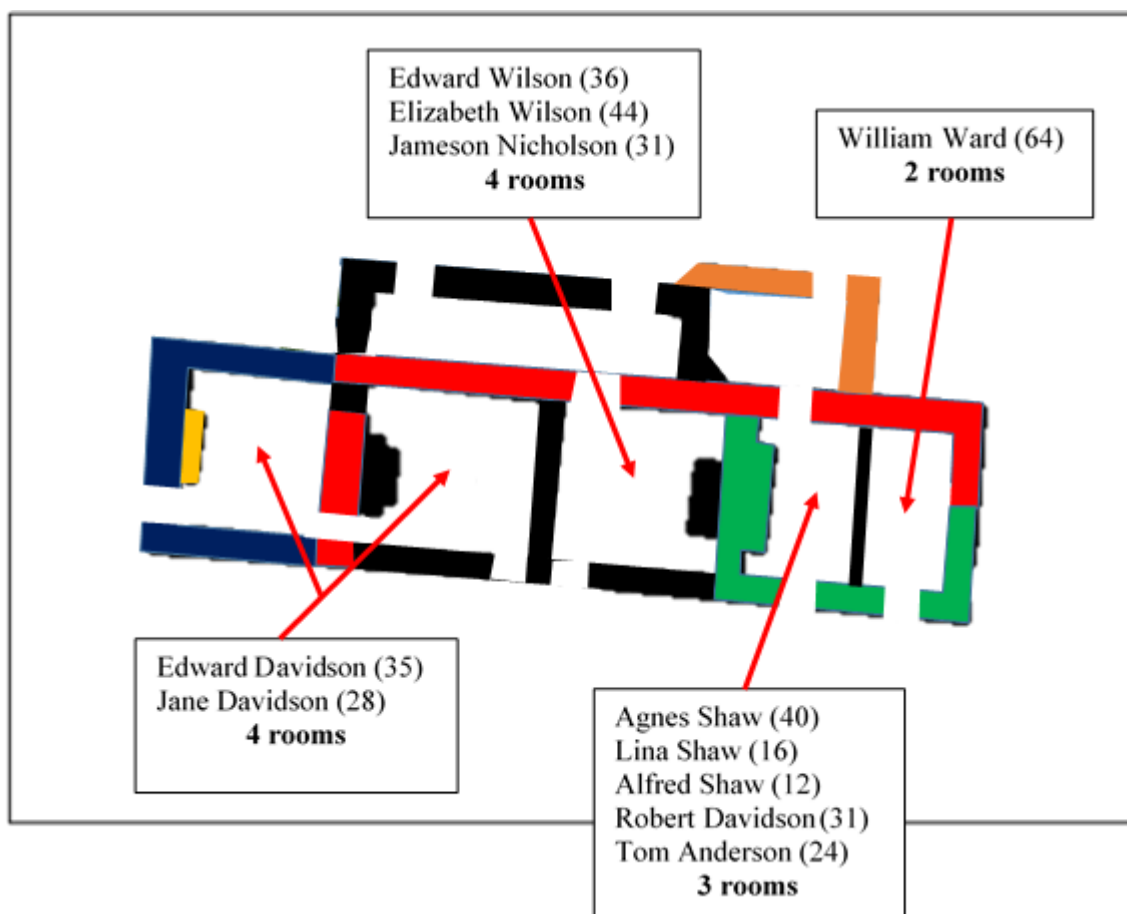 Edward Wilson (36)
Elizabeth Wilson (44)
Jameson Nicholson (31)
4 rooms
William Ward (64)
2 rooms
Edward Davidson (35)
Jane Davidson (28)
4 rooms
Agnes Shaw (40)
Lina Shaw (16)
Alfred Shaw (12)
Robert Davidson (31)
Tom Anderson (24)
3 rooms